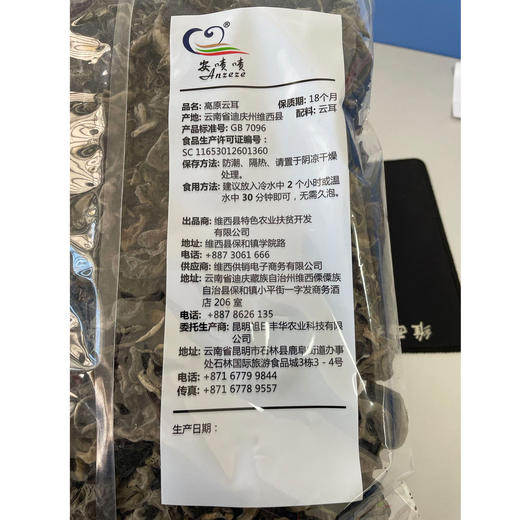 安啧啧
Anzeze
品名: 高原云耳 保质期: 18个月
产地: 云南省迪庆州维西县 配料: 云耳
产品标准号: GB 7096
食品生产许可证编号:
SC 11653012601360
保存方法: 防潮、隔热、请置于阴凉干燥
处理。
食用方法: 建议放入冷水中 2 个小时或温
水中 30 分钟即可，无需久泡。
出品商: 维西县特色农业扶贫开发
有限公司
地址: 维西县保和镇学院路
电话: +887 3061 666
供应商: 维西供销电子商务有限公司
地址: 云南省迪庆藏族自治州维西傈僳族
自治县保和镇小平街一字发商务酒
店 206 室
电话: +887 8626 135
委托生产商: 昆明旭日丰华农业科技有限
公司
地址: 云南省昆明市石林县鹿阜街道办事
处石林国际旅游食品城3栋3－4号
电话: +871 6779 9844
传真: +871 6778 9557
生产日期: